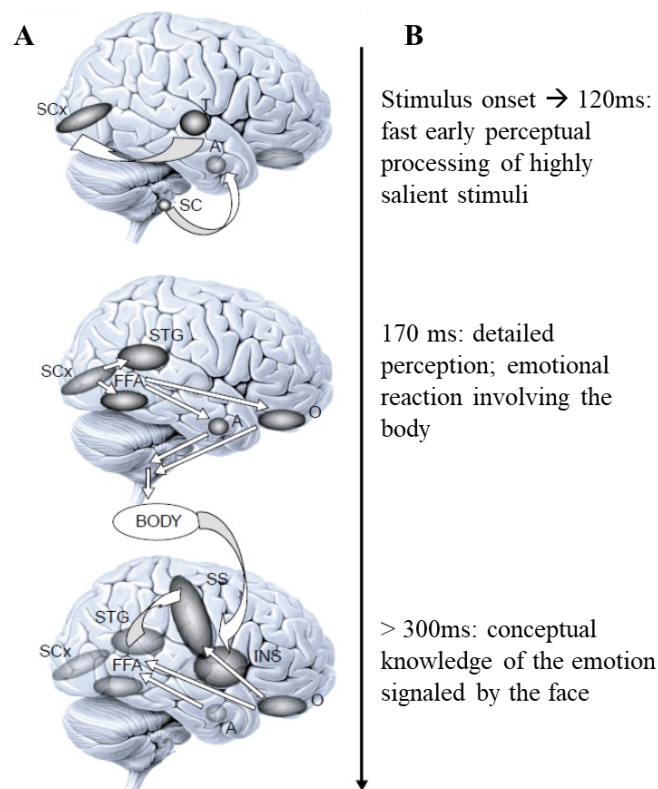 A
B
SCx
T
A
SC
Stimulus onset → 120ms:
fast early perceptual
processing of highly
salient stimuli
STG
SCx
FFA
A
O
170 ms: detailed
perception; emotional
reaction involving the
body
BODY
SS
STG
SCx
FFA
INS
O
A
> 300ms: conceptual
knowledge of the emotion
signaled by the face